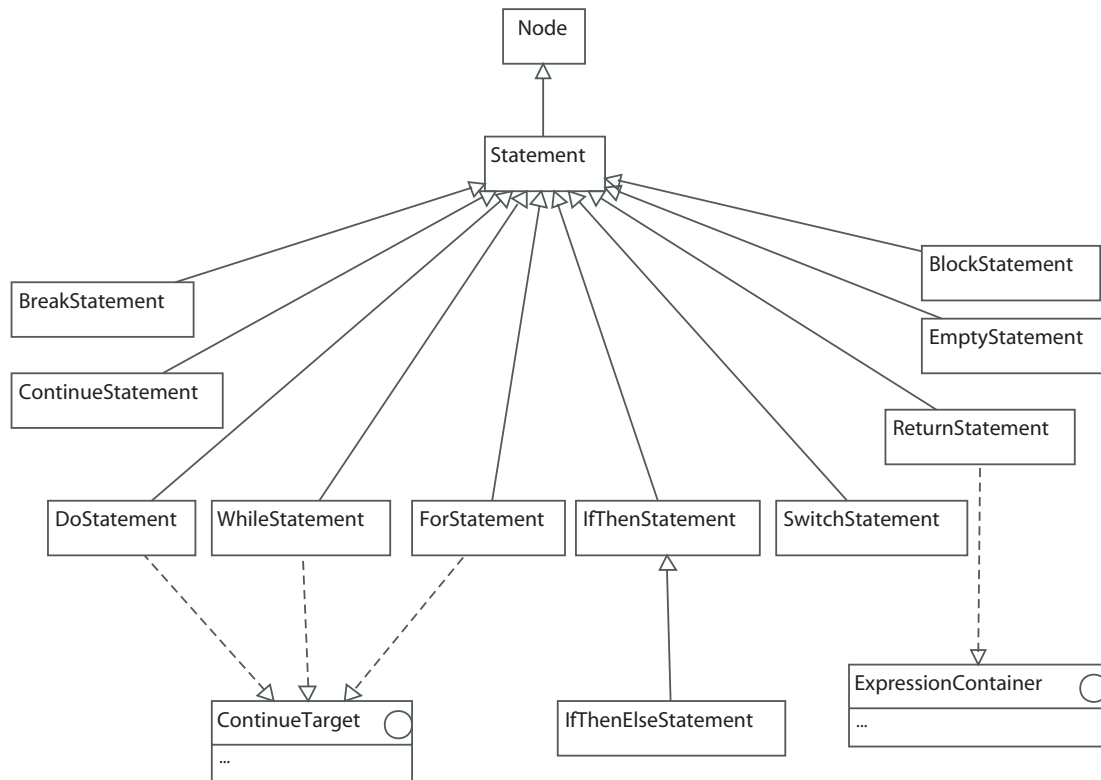 Node
Statement
BlockStatement
BreakStatement
EmptyStatement
ContinueStatement
ReturnStatement
DoStatement
WhileStatement
ForStatement
IfThenStatement
SwitchStatement
ExpressionContainer
...
ContinueTarget
...
IfThenElseStatement